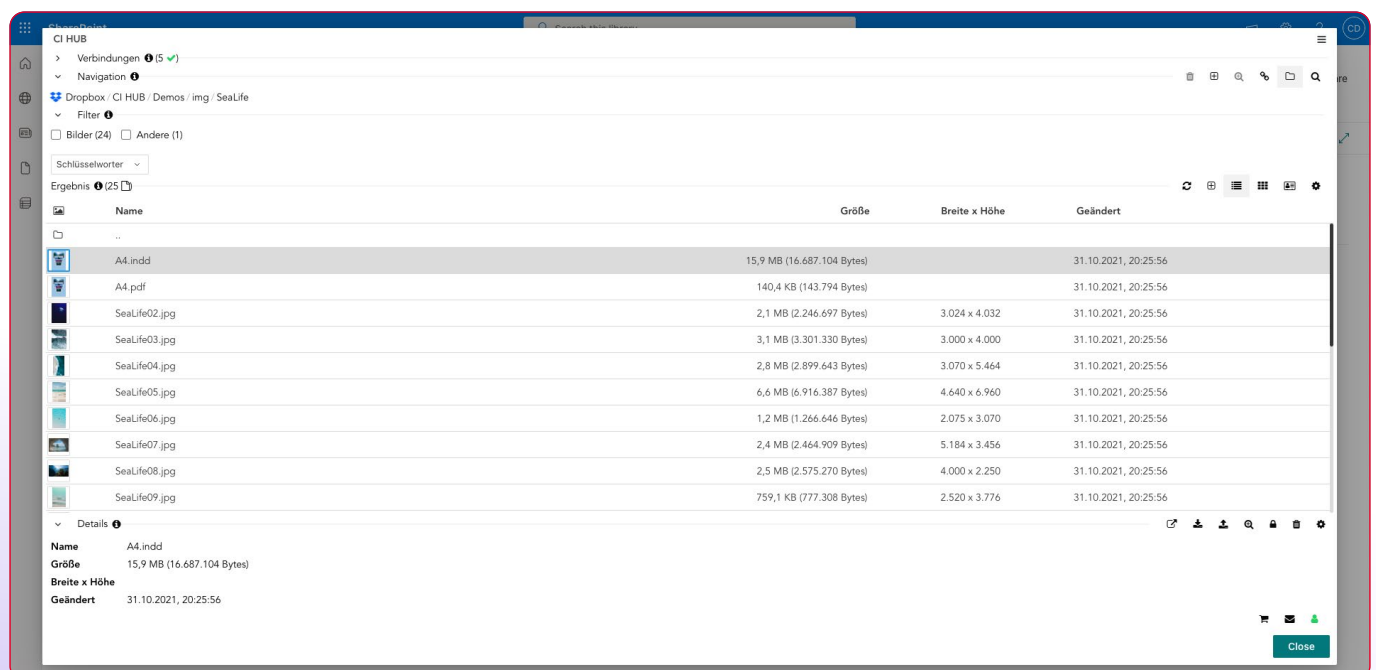 SharePoint
Search this library
CD
CI HUB
Verbindungen (5 ✔)
Navigation
Dropbox / CI HUB / Demos / img / SeaLife
Filter
Bilder (24) Andere (1)
Schlüsselworter
Ergebnis (25)
Name Größe Breite x Höhe Geändert
..
A4.indd 15,9 MB (16.687.104 Bytes) 31.10.2021, 20:25:56
A4.pdf 140,4 KB (143.794 Bytes) 31.10.2021, 20:25:56
SeaLife02.jpg 2,1 MB (2.246.697 Bytes) 3.024 x 4.032 31.10.2021, 20:25:56
SeaLife03.jpg 3,1 MB (3.301.330 Bytes) 3.000 x 4.000 31.10.2021, 20:25:56
SeaLife04.jpg 2,8 MB (2.899.643 Bytes) 3.070 x 5.464 31.10.2021, 20:25:56
SeaLife05.jpg 6,6 MB (6.916.387 Bytes) 4.640 x 6.960 31.10.2021, 20:25:56
SeaLife06.jpg 1,2 MB (1.266.646 Bytes) 2.075 x 3.070 31.10.2021, 20:25:56
SeaLife07.jpg 2,4 MB (2.464.909 Bytes) 5.184 x 3.456 31.10.2021, 20:25:56
SeaLife08.jpg 2,5 MB (2.575.270 Bytes) 4.000 x 2.250 31.10.2021, 20:25:56
SeaLife09.jpg 759,1 KB (777.308 Bytes) 2.520 x 3.776 31.10.2021, 20:25:56
Details
Name A4.indd
Größe 15,9 MB (16.687.104 Bytes)
Breite x Höhe
Geändert 31.10.2021, 20:25:56
Close